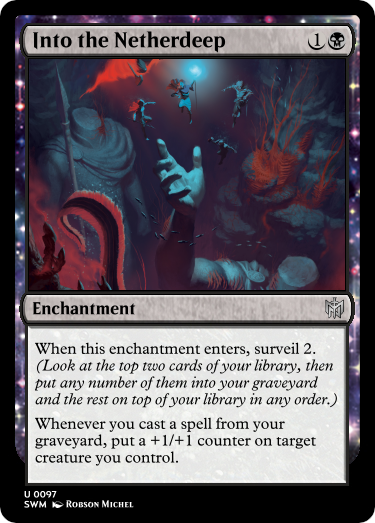 Into the Netherdeep 1
Enchantment
When this enchantment enters, surveil 2.
(Look at the top two cards of your library, then
put any number of them into your graveyard
and the rest on top of your library in any order.)
Whenever you cast a spell from your
graveyard, put a +1/+1 counter on target
creature you control.
U 0097
SWM Robson Michel